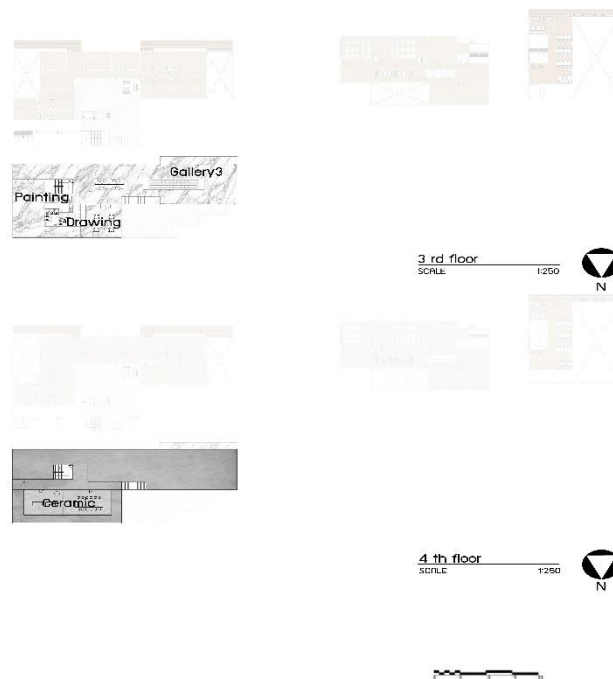 Gallery3
Painting
Drawing
3 rd floor
SCALE 1:250
N
Ceramic
4 th floor
SCALE 1:250
N